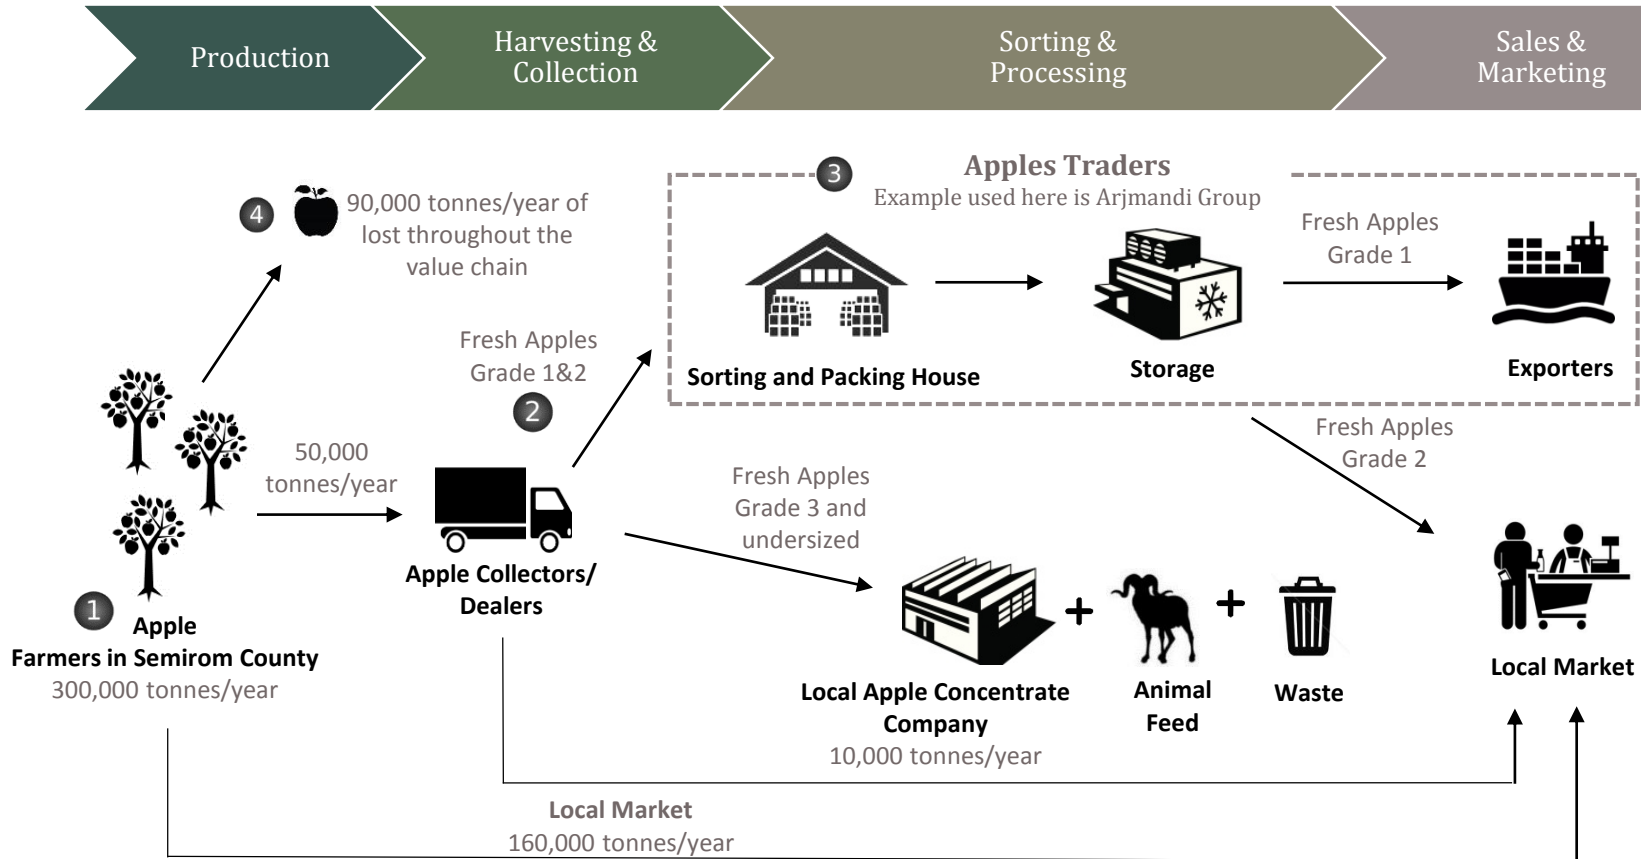 Production
Harvesting &
Collection
Sorting &
Processing
Sales &
Marketing
3
Apples Traders
Example used here is Arjmandi Group
4
90,000 tonnes/year of
lost throughout the
value chain
Fresh Apples
Grade 1
Fresh Apples
Grade 1&2
2
Sorting and Packing House
Storage
Exporters
50,000
tonnes/year
Fresh Apples
Grade 2
Fresh Apples
Grade 3 and
undersized
Apple Collectors/
Dealers
+
+
1
Apple
Farmers in Semirom County
300,000 tonnes/year
Local Apple Concentrate
Company
10,000 tonnes/year
Animal
Feed
Waste
Local Market
Local Market
160,000 tonnes/year